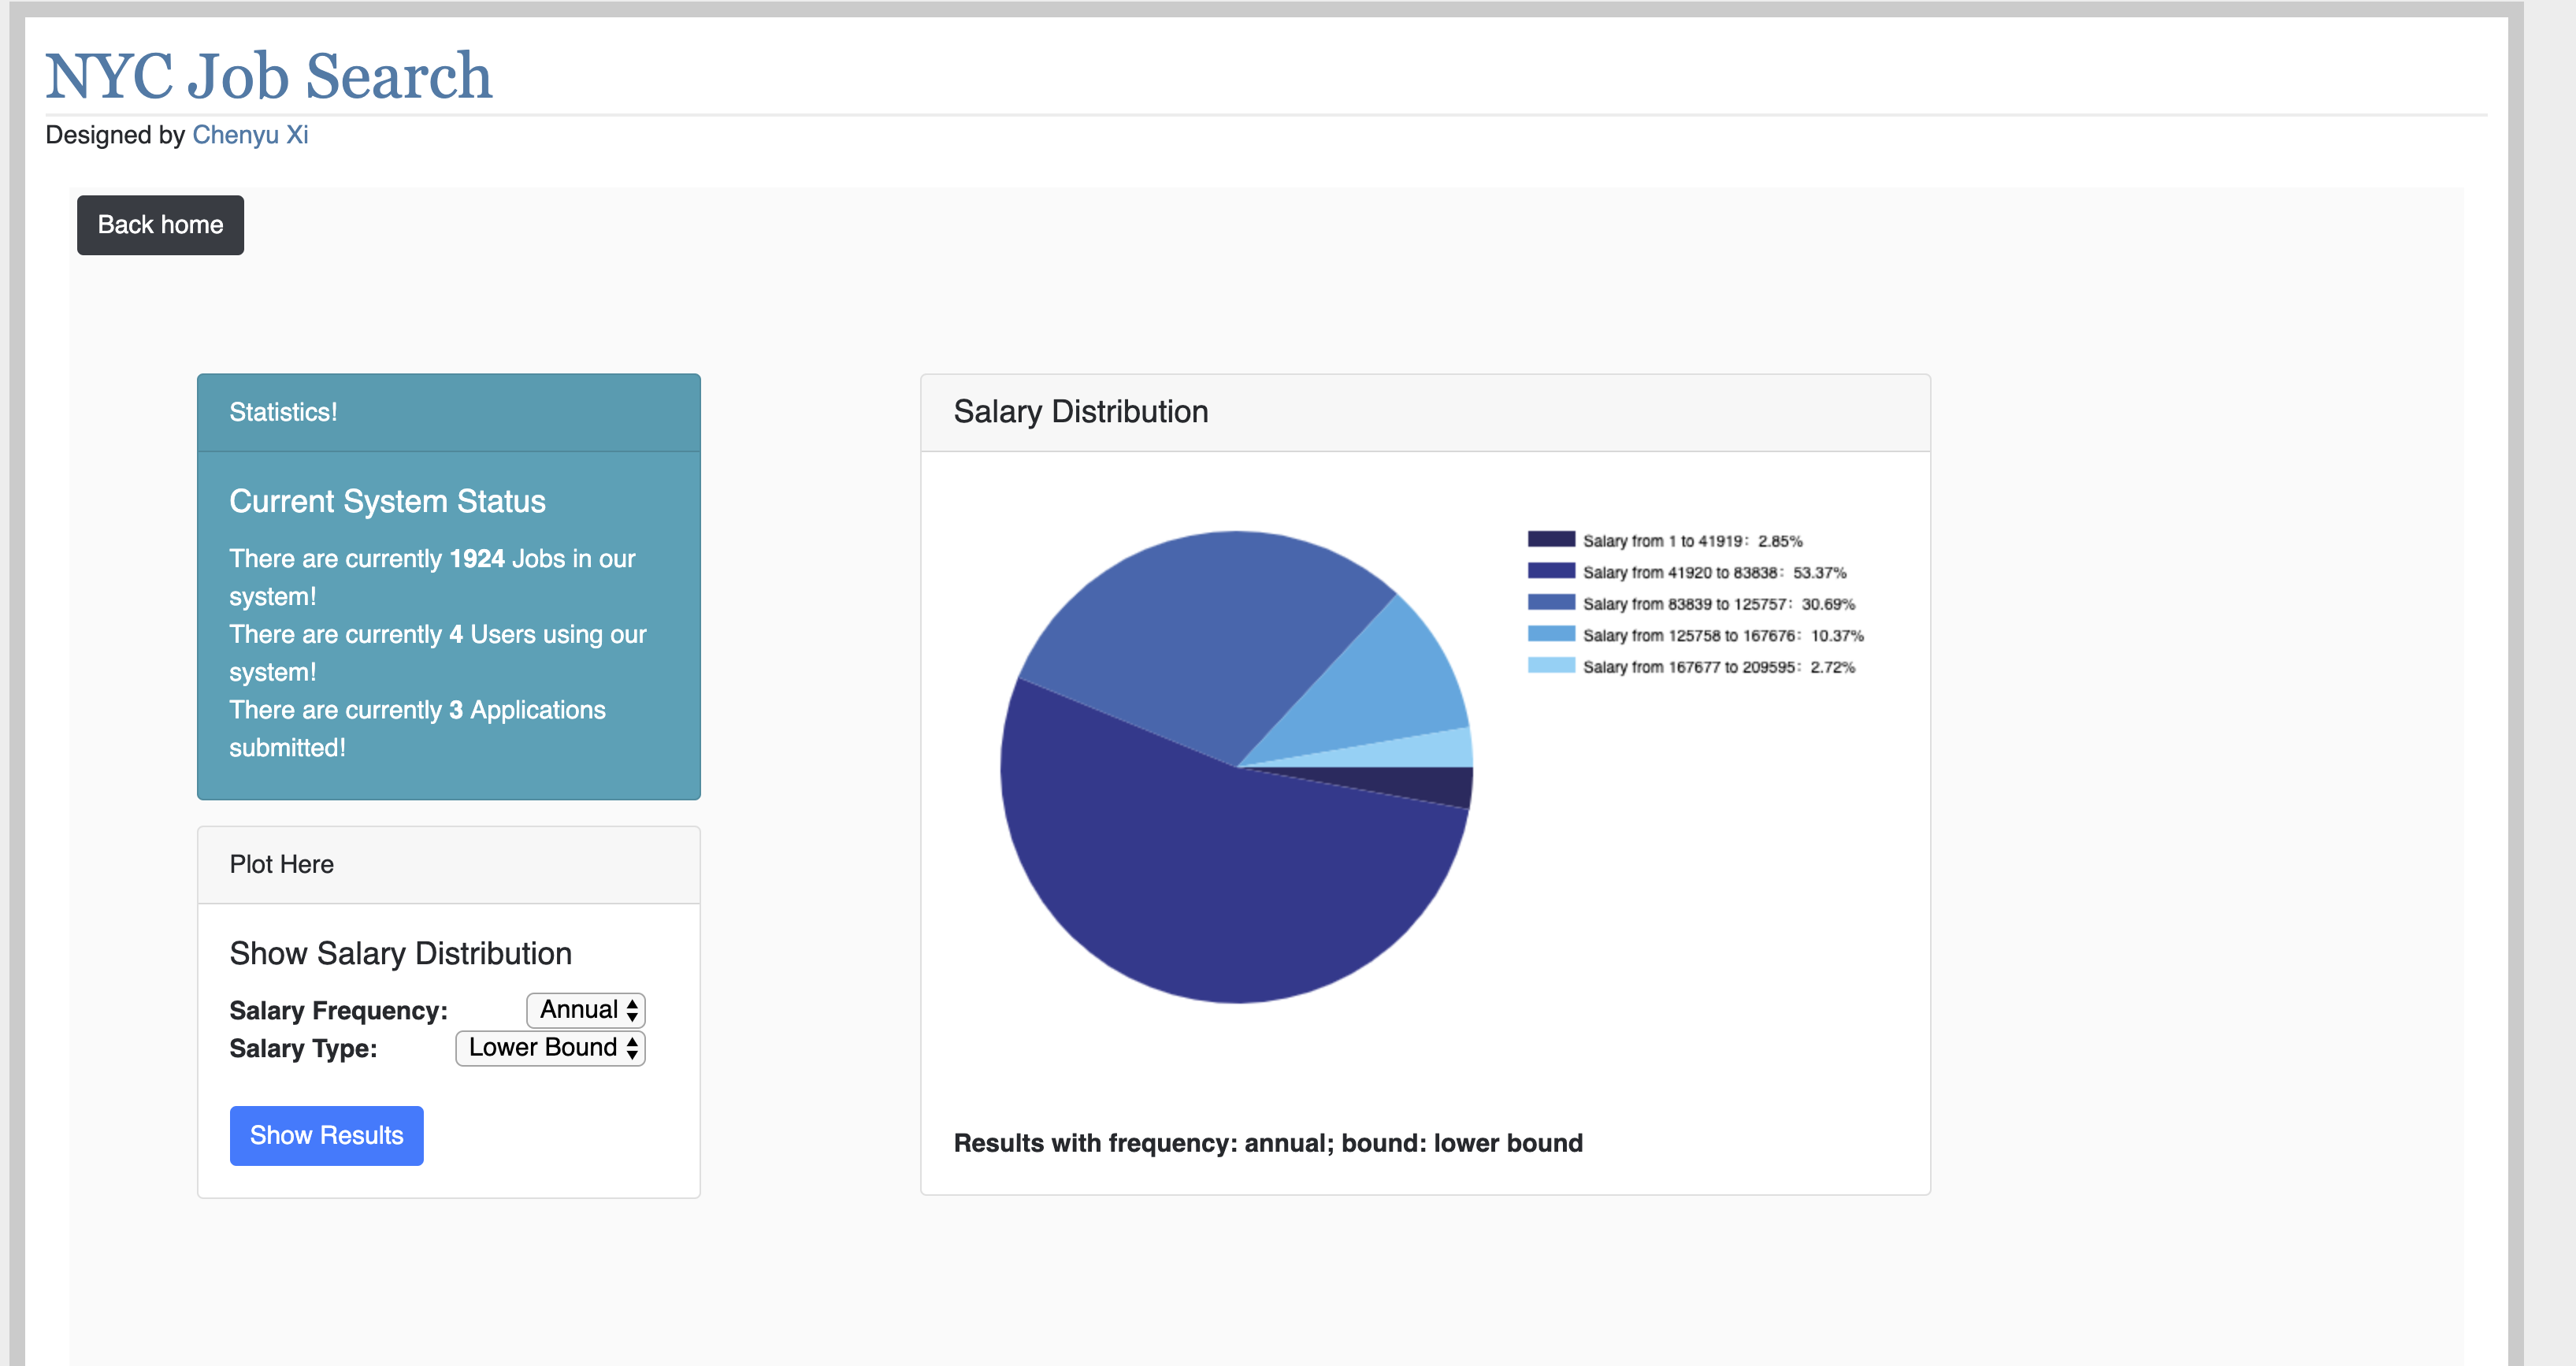 NYC Job Search
Designed by Chenyu Xi
Back home
Statistics!
Current System Status
There are currently 1924 Jobs in our
system!
There are currently 4 Users using our
system!
There are currently 3 Applications
submitted!
Plot Here
Show Salary Distribution
Salary Frequency: Annual
Salary Type: Lower Bound
Show Results
Salary Distribution
Salary from 1 to 41919: 2.85%
Salary from 41920 to 83838: 53.37%
Salary from 83839 to 125757: 30.69%
Salary from 125758 to 167676: 10.37%
Salary from 167677 to 209595: 2.72%
Results with frequency: annual; bound: lower bound